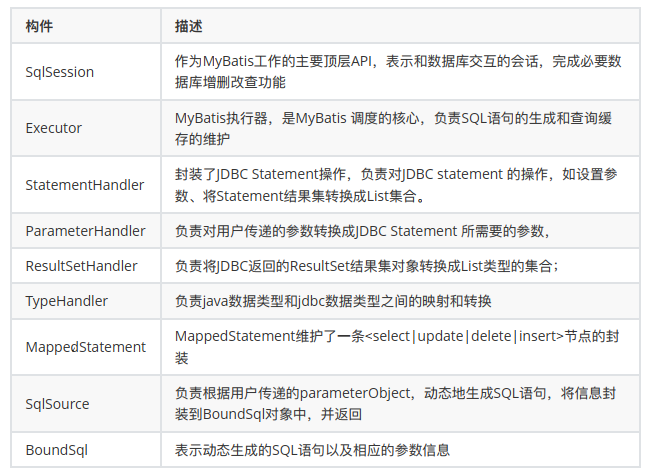 构件 描述
SqlSession
作为MyBatis工作的主要顶层API，表示和数据库交互的会话，完成必要数
据库增删改查功能
Executor
MyBatis执行器，是MyBatis 调度的核心，负责SQL语句的生成和查询缓
存的维护
StatementHandler
封装了JDBC Statement操作，负责对JDBC statement 的操作，如设置参
数、将Statement结果集转换成List集合。
ParameterHandler 负责对用户传递的参数转换成JDBC Statement 所需要的参数，
ResultSetHandler 负责将JDBC返回的ResultSet结果集对象转换成List类型的集合；
TypeHandler 负责java数据类型和jdbc数据类型之间的映射和转换
MappedStatement
MappedStatement维护了一条<select|update|delete|insert>节点的封
装
SqlSource
负责根据用户传递的parameterObject，动态地生成SQL语句，将信息封
装到BoundSql对象中，并返回
BoundSql 表示动态生成的SQL语句以及相应的参数信息